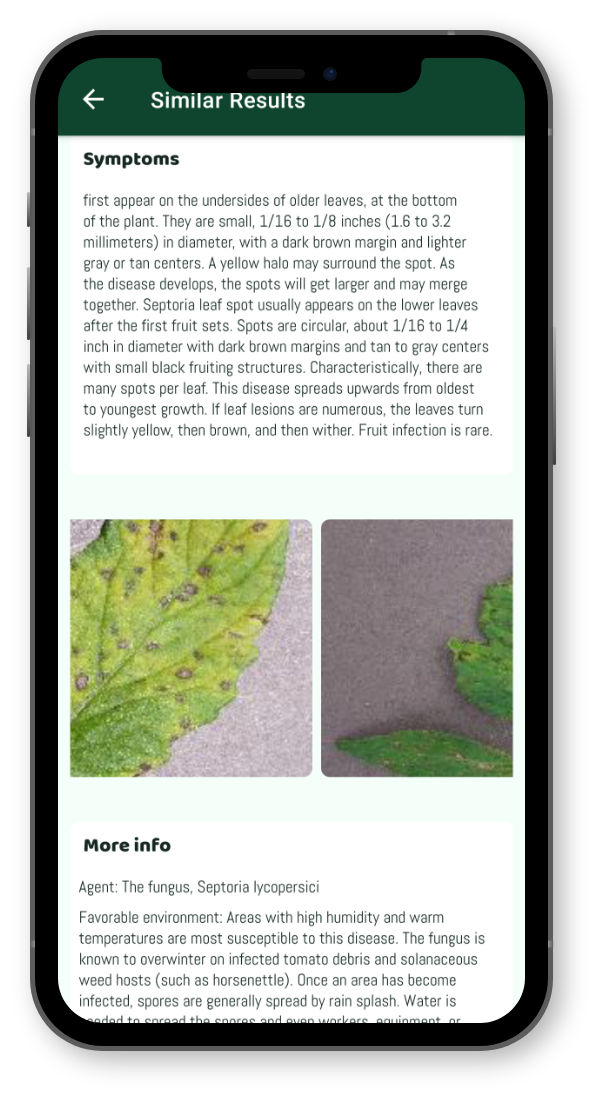 Similar Results
Symptoms
first appear on the undersides of older leaves, at the bottom
of the plant. They are small, 1/16 to 1/8 inches (1.6 to 3.2
millimeters) in diameter, with a dark brown margin and lighter
gray or tan centers. A yellow halo may surround the spot. As
the disease develops, the spots will get larger and may merge
together. Septoria leaf spot usually appears on the lower leaves
after the first fruit sets. Spots are circular, about 1/16 to 1/4
inch in diameter with dark brown margins and tan to gray centers
with small black fruiting structures. Characteristically, there are
many spots per leaf. This disease spreads upwards from oldest
to youngest growth. If leaf lesions are numerous, the leaves turn
slightly yellow, then brown, and then wither. Fruit infection is rare.
More info
Agent: The fungus, Septoria lycopersici
Favorable environment: Areas with high humidity and warm
temperatures are most susceptible to this disease. The fungus is
known to overwinter on infected tomato debris and solanaceous
weed hosts (such as horsenettle). Once an area has become
infected, spores are generally spread by rain splash. Water is
needed to spread the spores and even workers, equipment, or